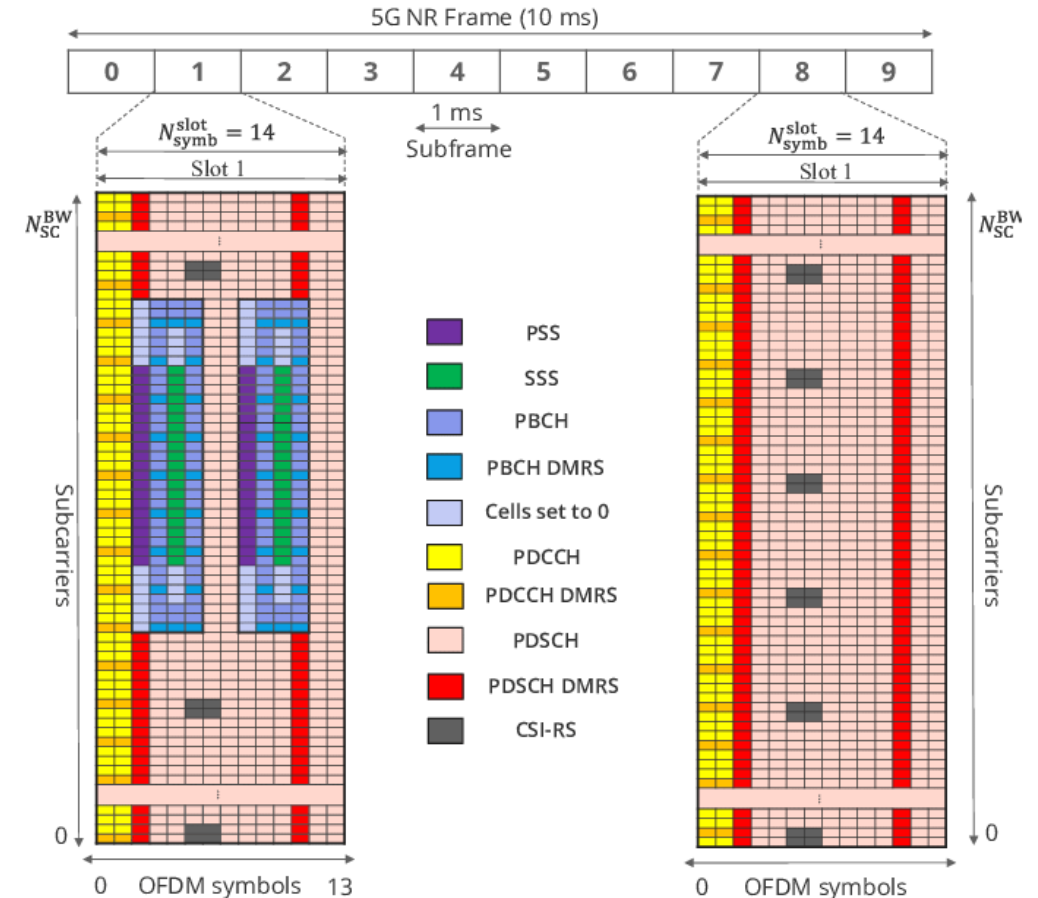 5G NR Frame (10 ms)
0 1 2 3 4 5 6 7 8 9
1 ms
Subframe
N_symb^slot = 14
Slot 1
N_SC^BW
Subcarriers
0
0 OFDM symbols 13
PSS
SSS
PBCH
PBCH DMRS
Cells set to 0
PDCCH
PDCCH DMRS
PDSCH
PDSCH DMRS
CSI-RS
N_symb^slot = 14
Slot 1
N_SC^BW
Subcarriers
0
0 OFDM symbols